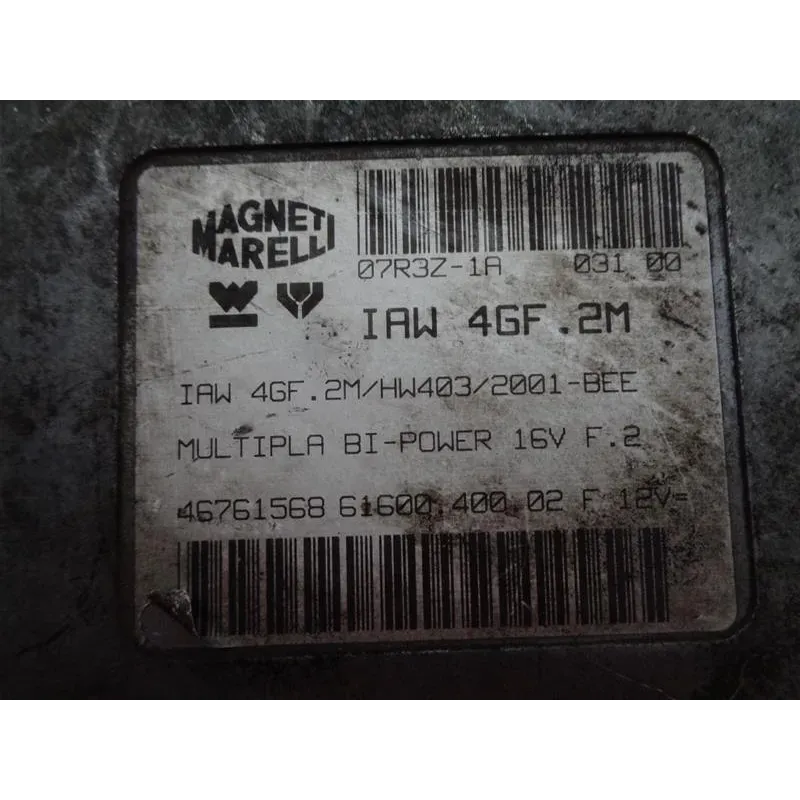 MAGNETI
MARELLI
07R3Z-1A 031 00
IAW 4GF.2M
IAW 4GF.2M/HW403/2001-BEE
MULTIPLA BI-POWER 16V F.2
46761568 61600.400.02 F 12V=